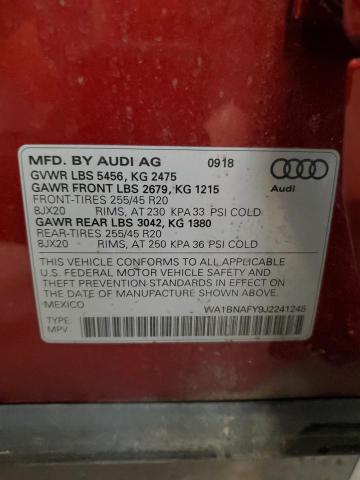 MFD. BY AUDI AG 0918
GVWR LBS 5456, KG 2475
GAWR FRONT LBS 2679, KG 1215
FRONT-TIRES 255/45 R20
8JX20 RIMS, AT 230 KPA 33 PSI COLD
GAWR REAR LBS 3042, KG 1380
REAR-TIRES 255/45 R20
8JX20 RIMS, AT 250 KPA 36 PSI COLD
Audi
THIS VEHICLE CONFORMS TO ALL APPLICABLE
U.S. FEDERAL MOTOR VEHICLE SAFETY AND
THEFT PREVENTION STANDARDS IN EFFECT ON
THE DATE OF MANUFACTURE SHOWN ABOVE.
MEXICO
WA1BNAFY9J2241245
TYPE:
MPV